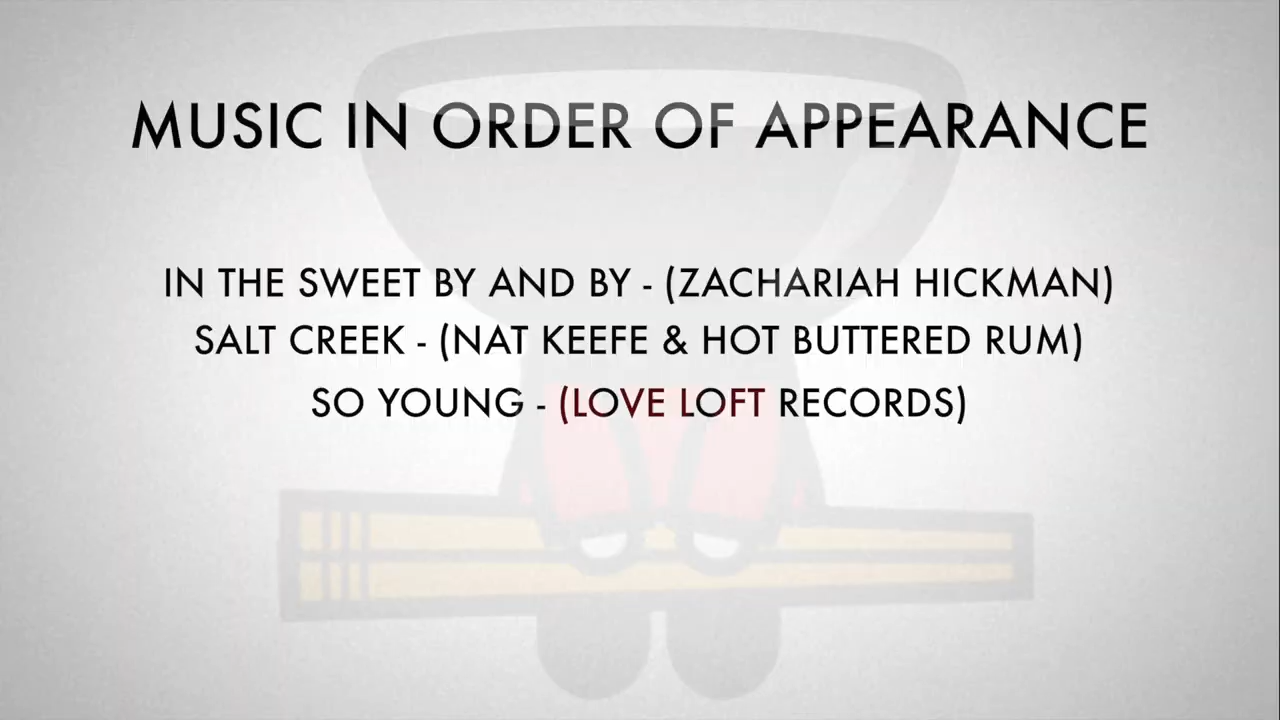 MUSIC IN ORDER OF APPEARANCE
IN THE SWEET BY AND BY - (ZACHARIAH HICKMAN)
SALT CREEK - (NAT KEEFE & HOT BUTTERED RUM)
SO YOUNG - (LOVE LOFT RECORDS)